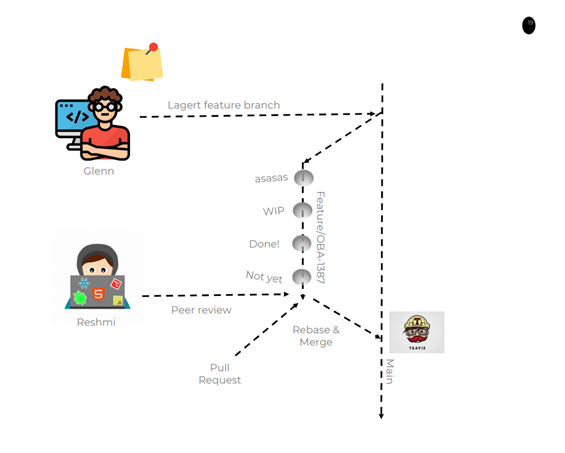 Lagert feature branch
Glenn
asasas
WIP
Done!
Not yet
Feature/OBA-1387
Peer review
Reshmi
Rebase &
Merge
TRAVIS
Pull
Request
Main